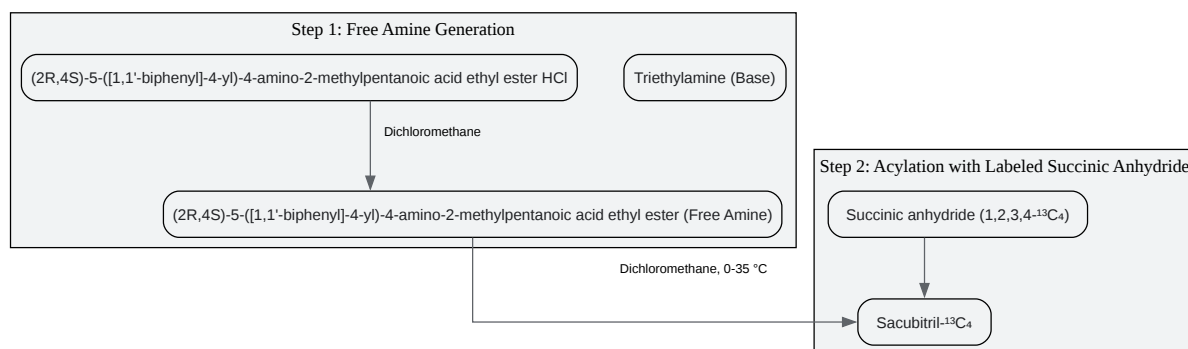 Step 1: Free Amine Generation
(2R,4S)-5-([1,1'-biphenyl]-4-yl)-4-amino-2-methylpentanoic acid ethyl ester HCl
Triethylamine (Base)
Dichloromethane
(2R,4S)-5-([1,1'-biphenyl]-4-yl)-4-amino-2-methylpentanoic acid ethyl ester (Free Amine)
Dichloromethane, 0-35 °C
Step 2: Acylation with Labeled Succinic Anhydride
Succinic anhydride (1,2,3,4-¹³C₄)
Sacubitril-¹³C₄